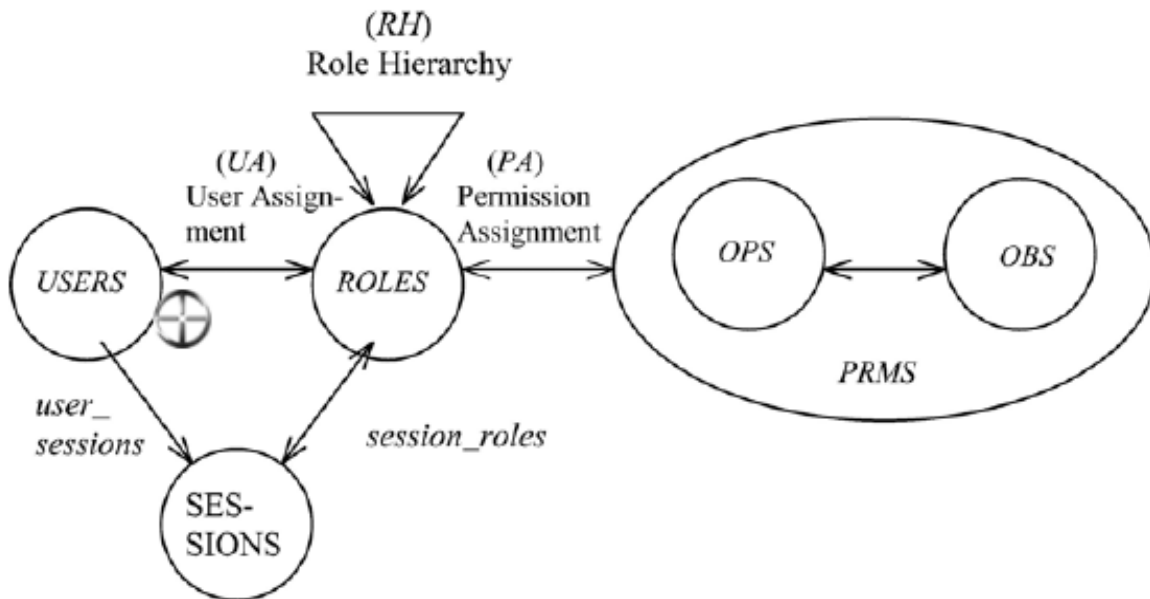 (RH)
Role Hierarchy
(UA)
User Assign-
ment
(PA)
Permission
Assignment
USERS
ROLES
OPS
OBS
PRMS
user_
sessions
session_roles
SES-
SIONS